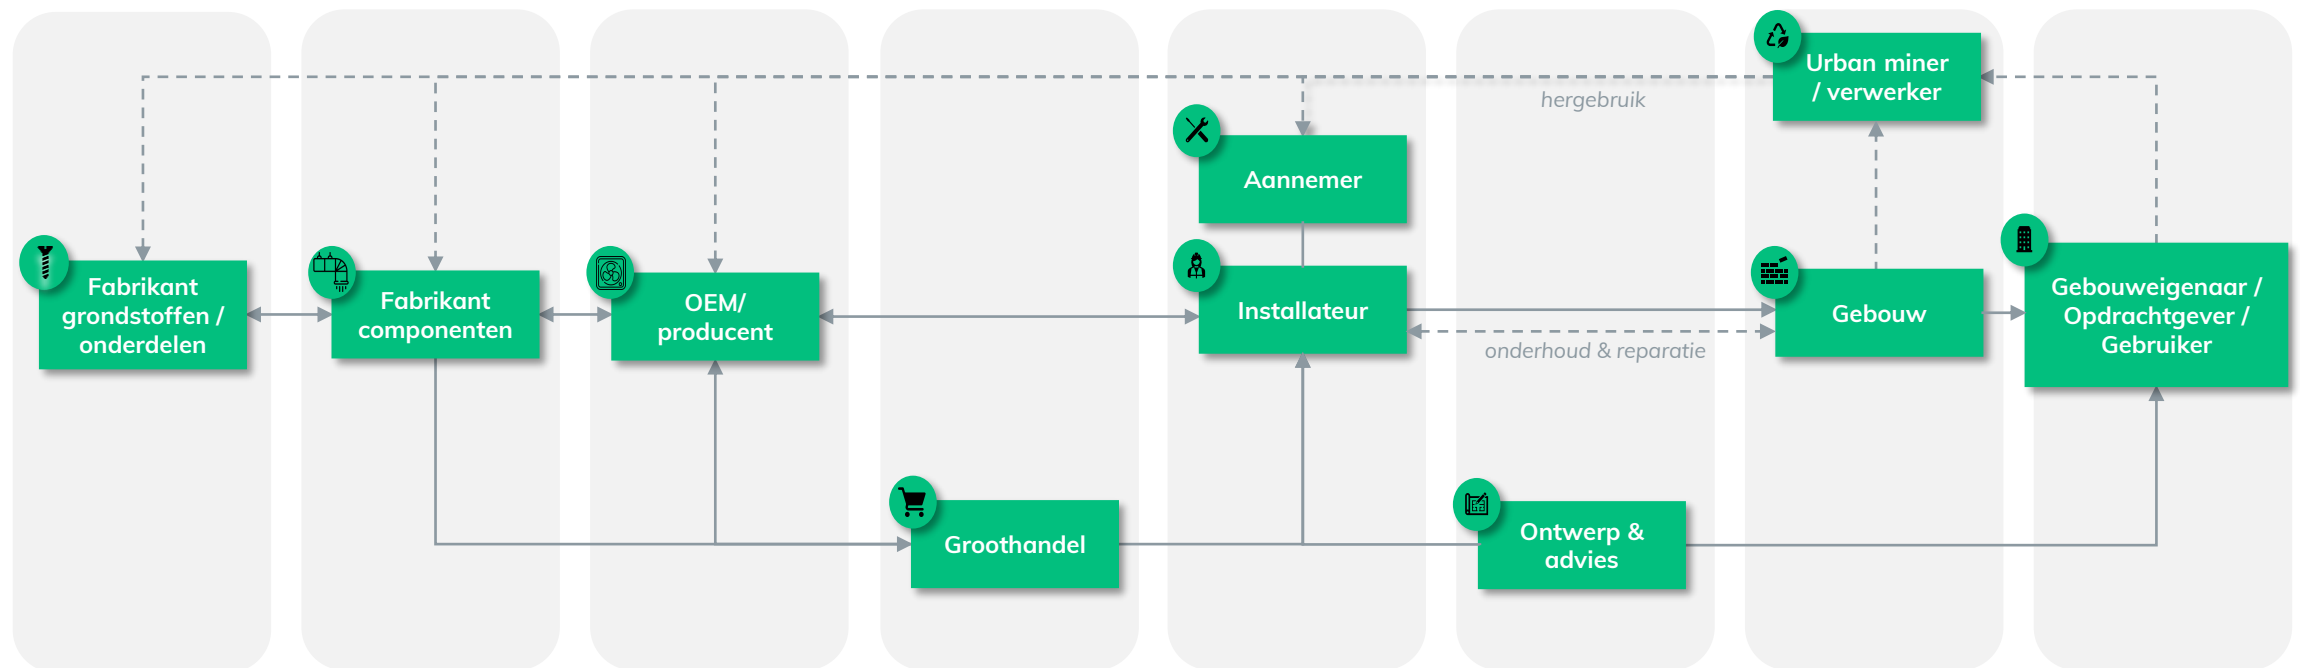 Urban miner
/ verwerker
hergebruik
Aannemer
Fabrikant
grondstoffen /
onderdelen
Fabrikant
componenten
OEM/
producent
Installateur
onderhoud & reparatie
Gebouw
Gebouweigenaar /
Opdrachtgever /
Gebruiker
Groothandel
Ontwerp &
advies